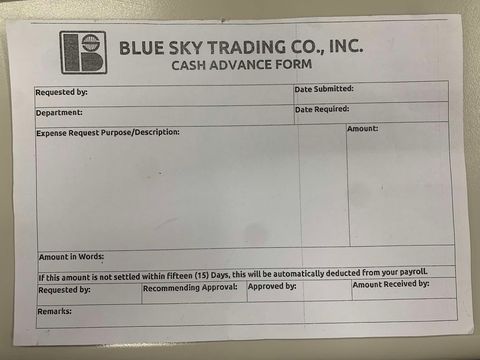 BLUE SKY TRADING CO., INC.
CASH ADVANCE FORM
Requested by: Date Submitted:
Department: Date Required:
Expense Request Purpose/Description: Amount:
Amount in Words:
If this amount is not settled within fifteen (15) Days, this will be automatically deducted from your payroll.
Requested by: Recommending Approval: Approved by: Amount Received by:
Remarks: